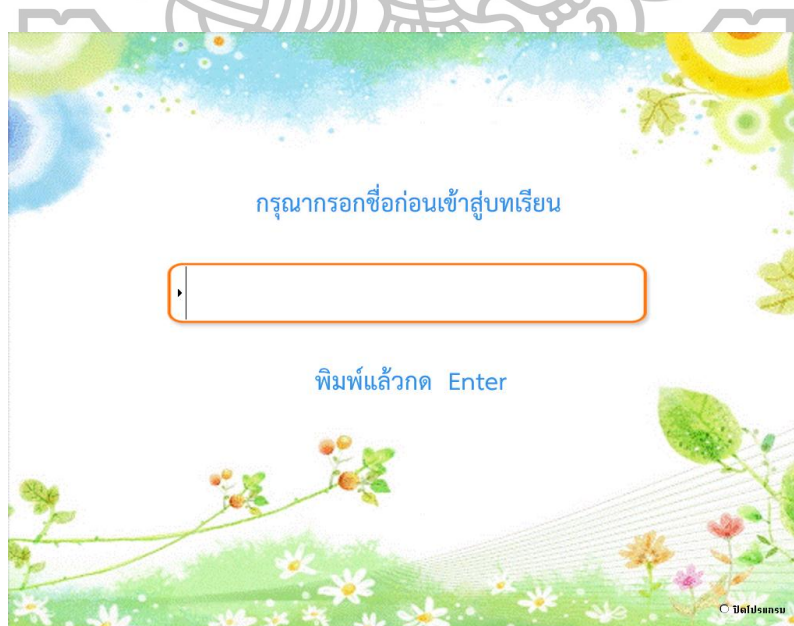 กรุณากรอกชื่อก่อนเข้าสู่บทเรียน
พิมพ์แล้วกด Enter
ปิดโปรแกรม